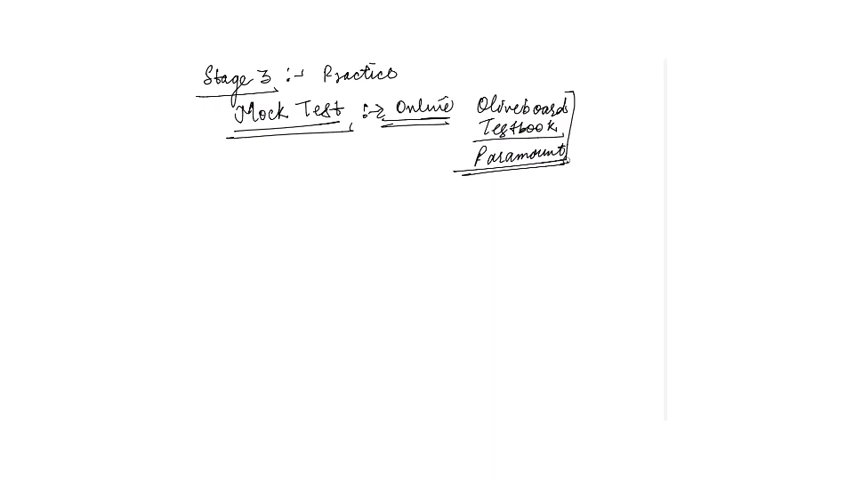 Stage 3 :- Practice
Mock Test :-> Online Oliveboard
Testbook
Paramount